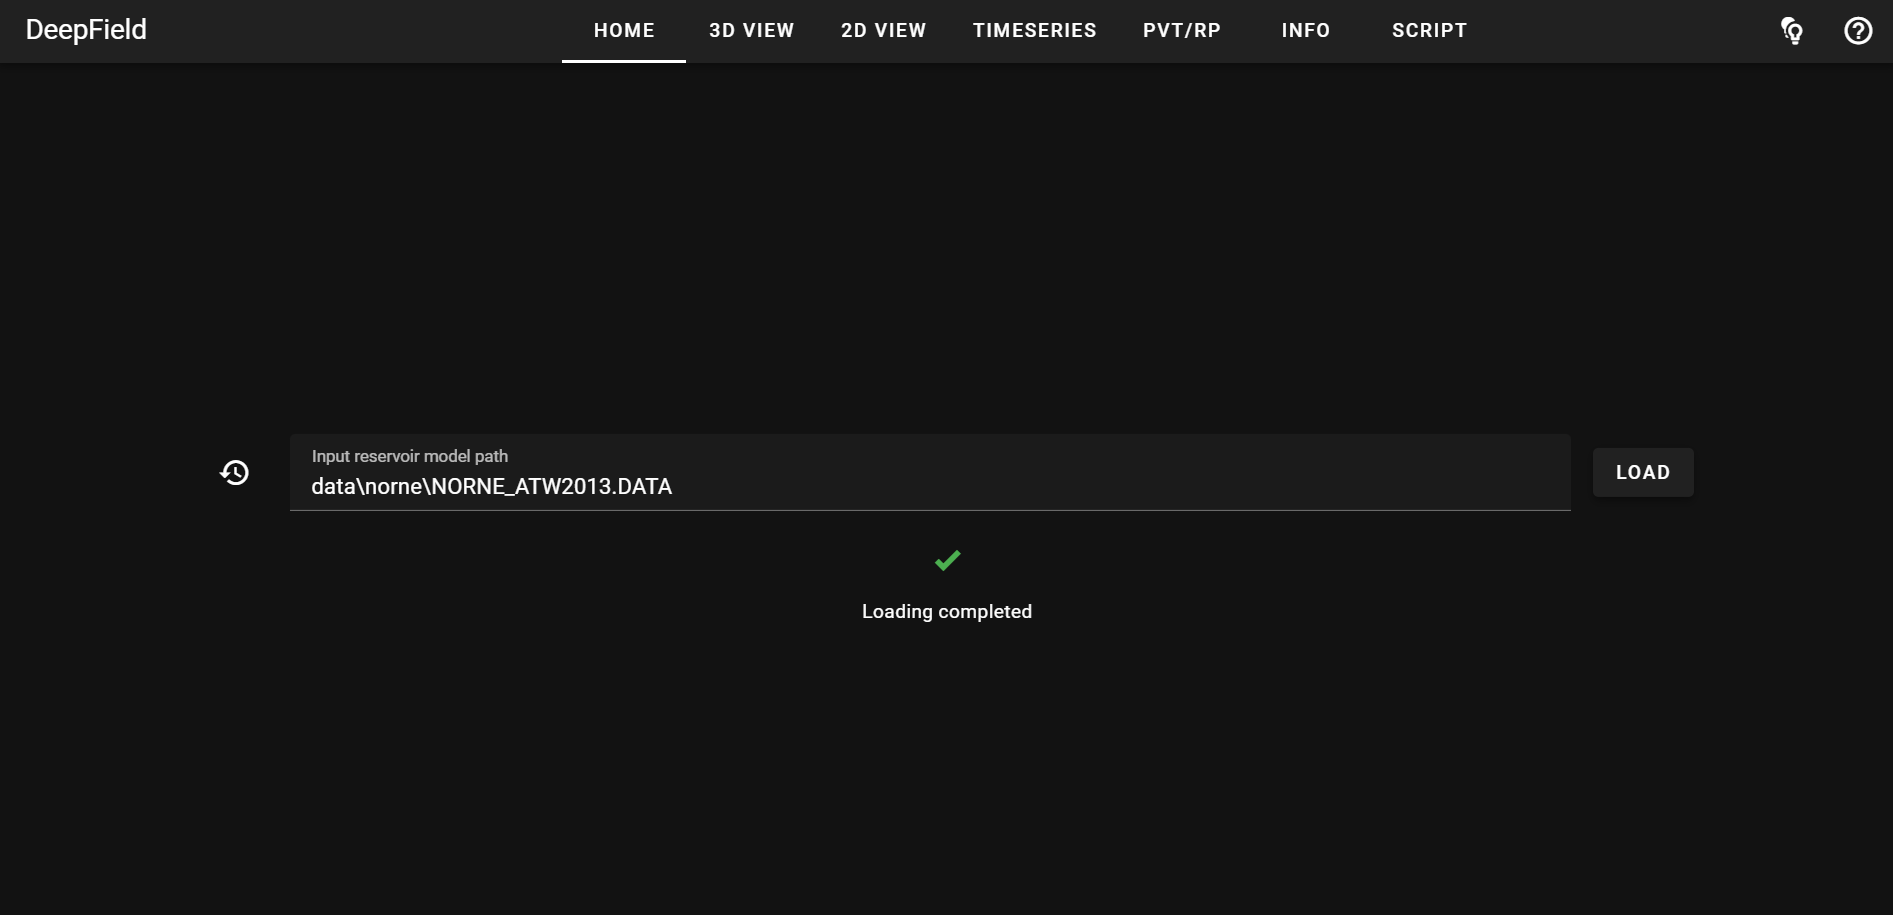 DeepField
HOME
3D VIEW
2D VIEW
TIMESERIES
PVT/RP
INFO
SCRIPT
Input reservoir model path
data\norne\NORNE_ATW2013.DATA
LOAD
Loading completed